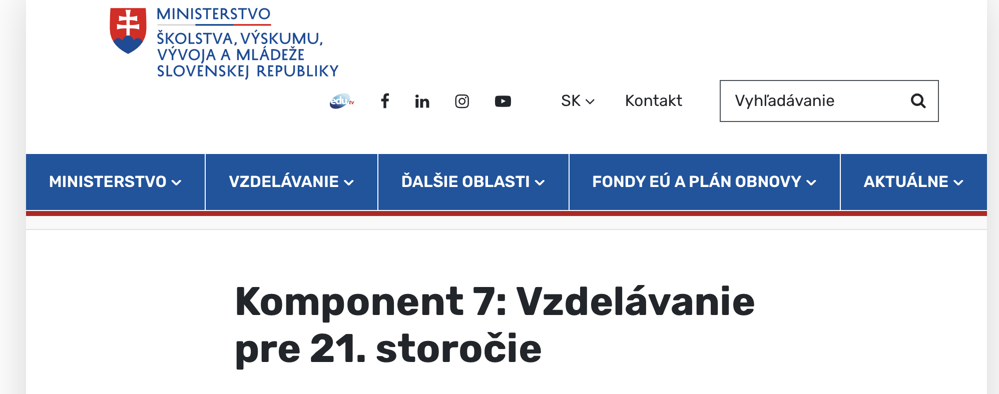 MINISTERSTVO
ŠKOLSTVA, VÝSKUMU,
VÝVOJA A MLÁDEŽE
SLOVENSKEJ REPUBLIKY
edu tv
SK
Kontakt
Vyhľadávanie
MINISTERSTVO
VZDELÁVANIE
ĎALŠIE OBLASTI
FONDY EÚ A PLÁN OBNOVY
AKTUÁLNE
Komponent 7: Vzdelávanie
pre 21. storočie